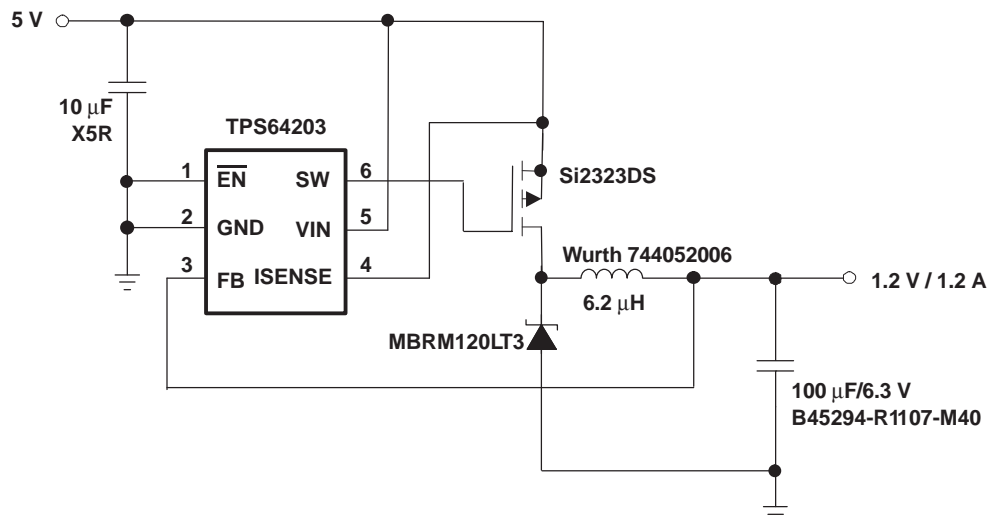 5 V
10 μF
X5R
TPS64203
1
EN
SW
6
2
GND
VIN
5
3
FB
ISENSE
4
Si2323DS
Wurth 744052006
6.2 μH
1.2 V / 1.2 A
MBRM120LT3
100 μF/6.3 V
B45294-R1107-M40